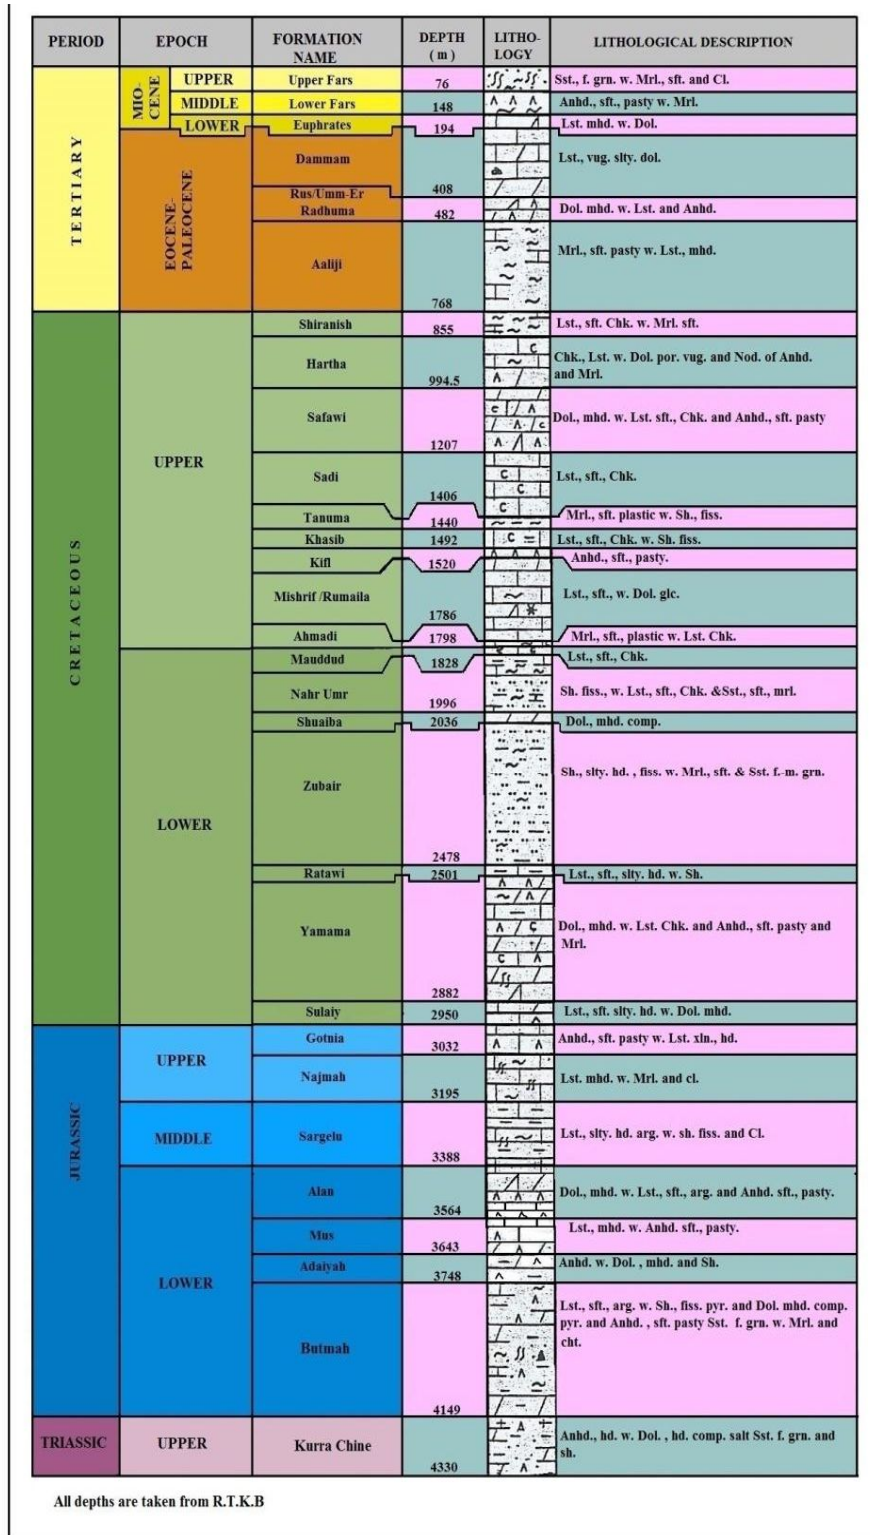 PERIOD EPOCH FORMATION NAME DEPTH ( m ) LITHO-LOGY LITHOLOGICAL DESCRIPTION
TERTIARY
MIO-CENE
UPPER Upper Fars 76 Sst., f. grn. w. Mrl., sft. and Cl.
MIDDLE Lower Fars 148 Anhd., sft., pasty w. Mrl.
LOWER Euphrates 194 Lst. mhd. w. Dol.
EOCENE-PALEOCENE
Dammam 408 Lst., vug. slty. dol.
Rus/Umm-Er
Radhuma 482 Dol. mhd. w. Lst. and Anhd.
Aaliji 768 Mrl., sft. pasty w. Lst., mhd.
CRETACEOUS
UPPER
Shiranish 855 Lst., sft. Chk. w. Mrl. sft.
Hartha 994.5 Chk., Lst. w. Dol. por. vug. and Nod. of Anhd.
and Mrl.
Safawi 1207 Dol., mhd. w. Lst. sft., Chk. and Anhd., sft. pasty
Sadi 1406 Lst., sft., Chk.
Tanuma 1440 Mrl., sft. plastic w. Sh., fiss.
Khasib 1492 Lst., sft., Chk. w. Sh. fiss.
Kifl 1520 Anhd., sft., pasty.
Mishrif /Rumaila 1786 Lst., sft., w. Dol. glc.
Ahmadi 1798 Mrl., sft., plastic w. Lst. Chk.
LOWER
Mauddud 1828 Lst., sft., Chk.
Nahr Umr 1996 Sh. fiss., w. Lst., sft., Chk. &Sst., sft., mrl.
Shuaiba 2036 Dol., mhd. comp.
Zubair 2478 Sh., slty, hd. , fiss. w. Mrl., sft. & Sst. f.-m. grn.
Ratawi 2501 Lst., sft., slty. hd. w. Sh.
Yamama 2882 Dol., mhd. w. Lst. Chk. and Anhd., sft. pasty and
Mrl.
Sulaiy 2950 Lst., sft. slty. hd. w. Dol. mhd.
JURASSIC
UPPER
Gotnia 3032 Anhd., sft. pasty w. Lst. xln., hd.
Najmah 3195 Lst. mhd. w. Mrl. and cl.
MIDDLE Sargelu 3388 Lst., slty. hd. arg. w. sh. fiss. and Cl.
LOWER
Alan 3564 Dol., mhd. w. Lst., sft., arg. and Anhd. sft., pasty.
Mus 3643 Lst., mhd. w. Anhd. sft., pasty.
Adaiyah 3748 Anhd. w. Dol. , mhd. and Sh.
Butmah 4149 Lst., sft., arg. w. Sh., fiss. pyr. and Dol. mhd. comp.
pyr. and Anhd. , sft. pasty Sst. f. grn. w. Mrl. and
cht.
TRIASSIC UPPER Kurra Chine 4330 Anhd., hd. w. Dol. , hd. comp. salt Sst. f. grn. and
sh.
All depths are taken from R.T.K.B